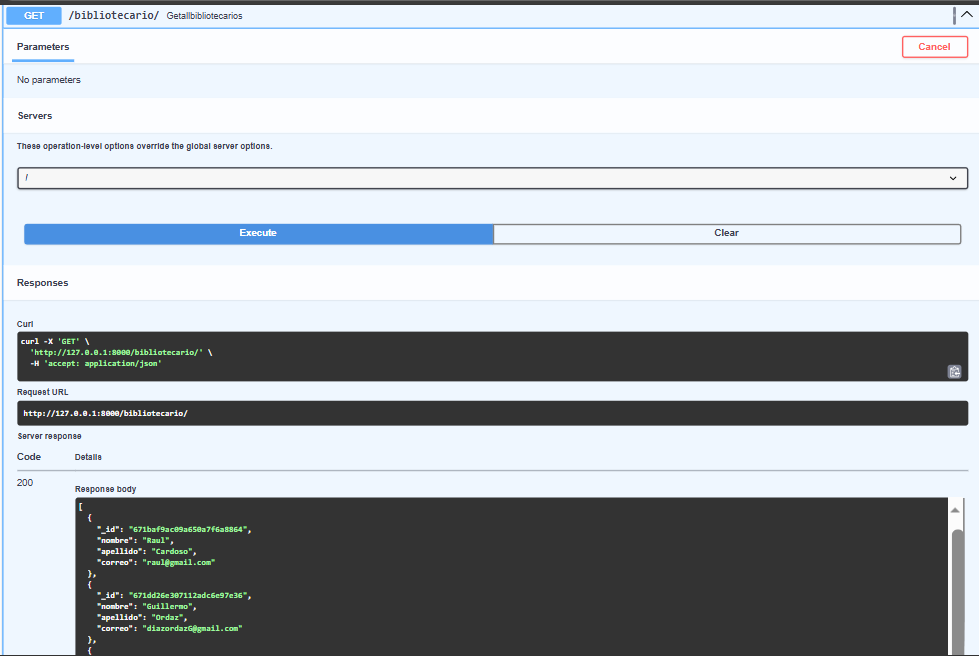 GET /bibliotecario/ Getallbibliotecarios
Parameters Cancel
No parameters
Servers
These operation-level options override the global server options.
/
Execute Clear
Responses
Curl
curl -X 'GET' \
'http://127.0.0.1:8000/bibliotecario/' \
-H 'accept: application/json'
Request URL
http://127.0.0.1:8000/bibliotecario/
Server response
Code Details
200
Response body
[
{
"_id": "671baf9ac09a650a7f6a8864",
"nombre": "Raul",
"apellido": "Cardoso",
"correo": "raul@gmail.com"
},
{
"_id": "671dd26e307112adc6e97e36",
"nombre": "Guillermo",
"apellido": "Ordaz",
"correo": "diazordazG@gmail.com"
},
{